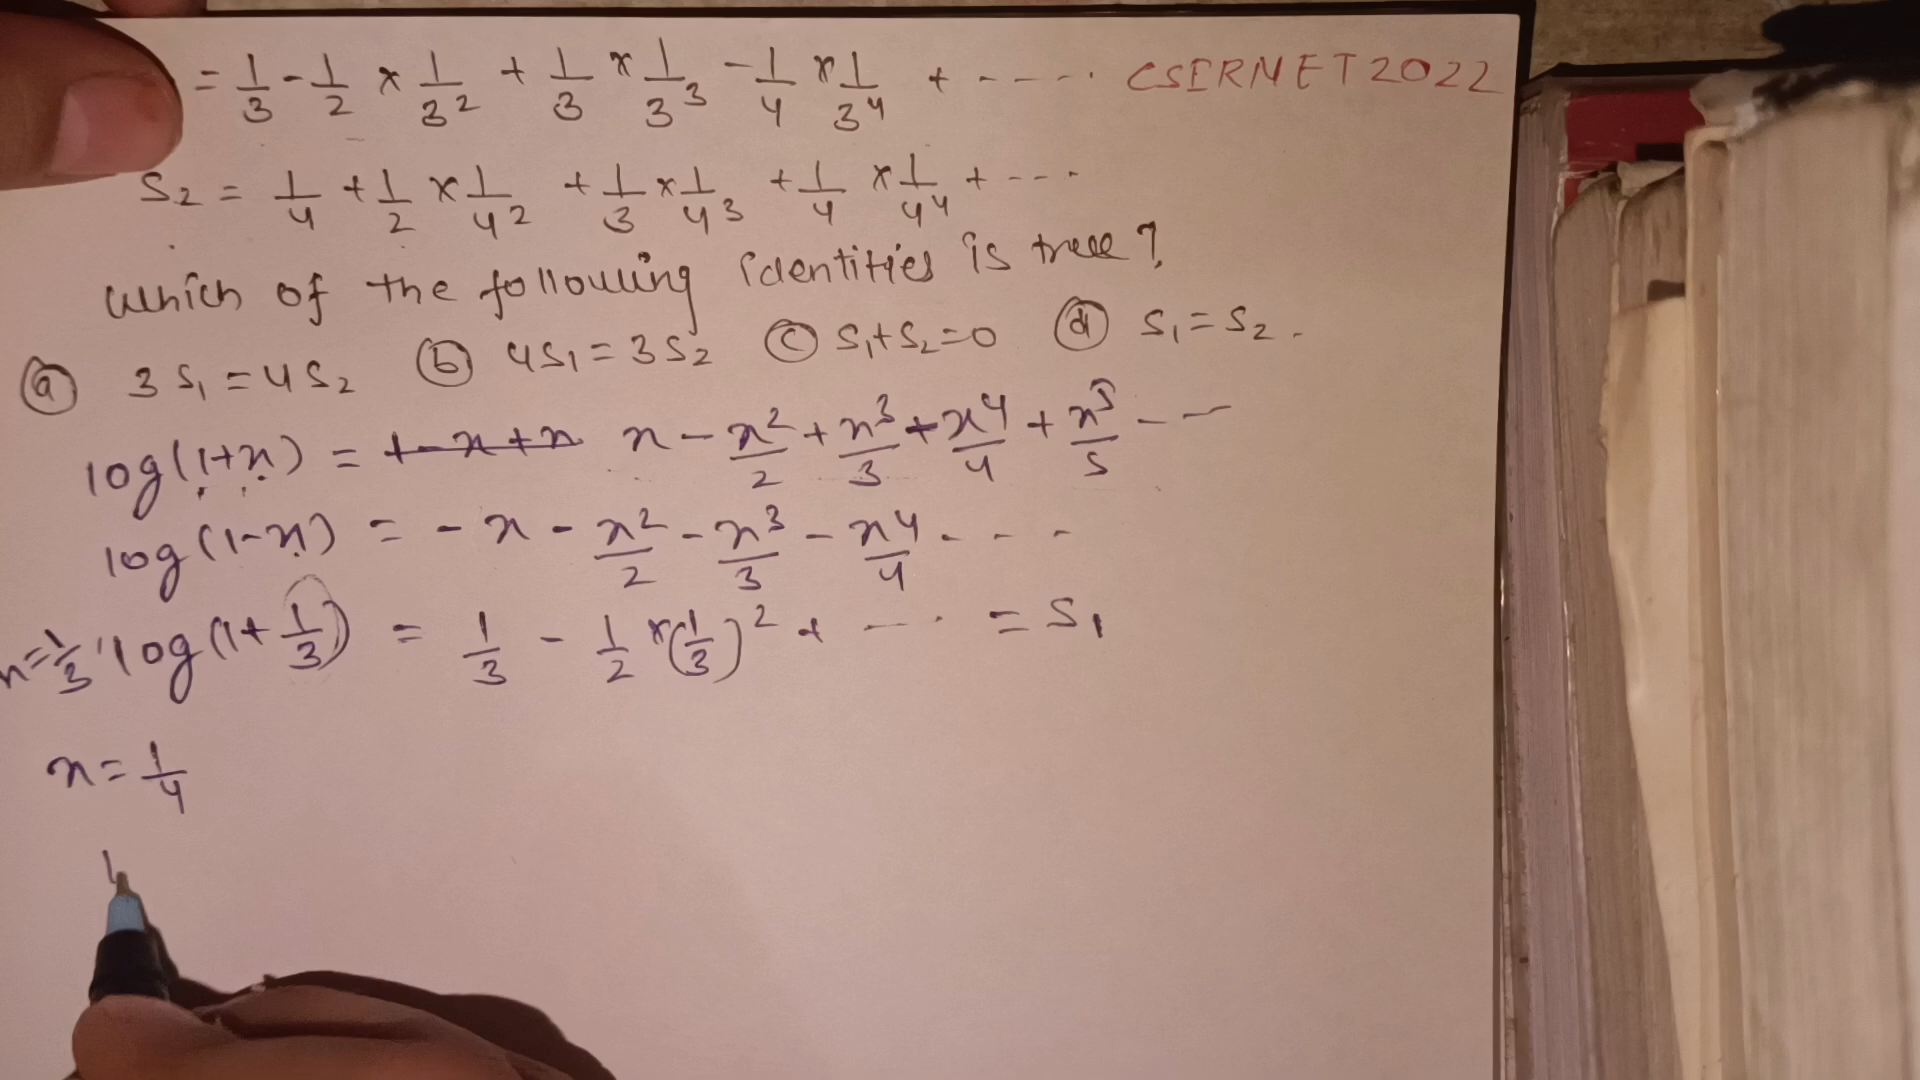 = 1/3 - 1/2 × 1/3² + 1/3 × 1/3³ - 1/4 × 1/3⁴ + ---- CSIRNET2022
S₂ = 1/4 + 1/2 × 1/4² + 1/3 × 1/4³ + 1/4 × 1/4⁴ + ---
which of the following identities is true?
(a) 3S₁ = 4S₂ (b) 4S₁ = 3S₂ (c) S₁+S₂=0 (d) S₁=S₂.
log(1+x) = x - x²/2 + x³/3 + x⁴/4 + x⁵/5 ---
log(1-x) = -x - x²/2 - x³/3 - x⁴/4 - - -
x=1/3, log(1+1/3) = 1/3 - 1/2 × (1/3)² + ---- = S₁
x = 1/4